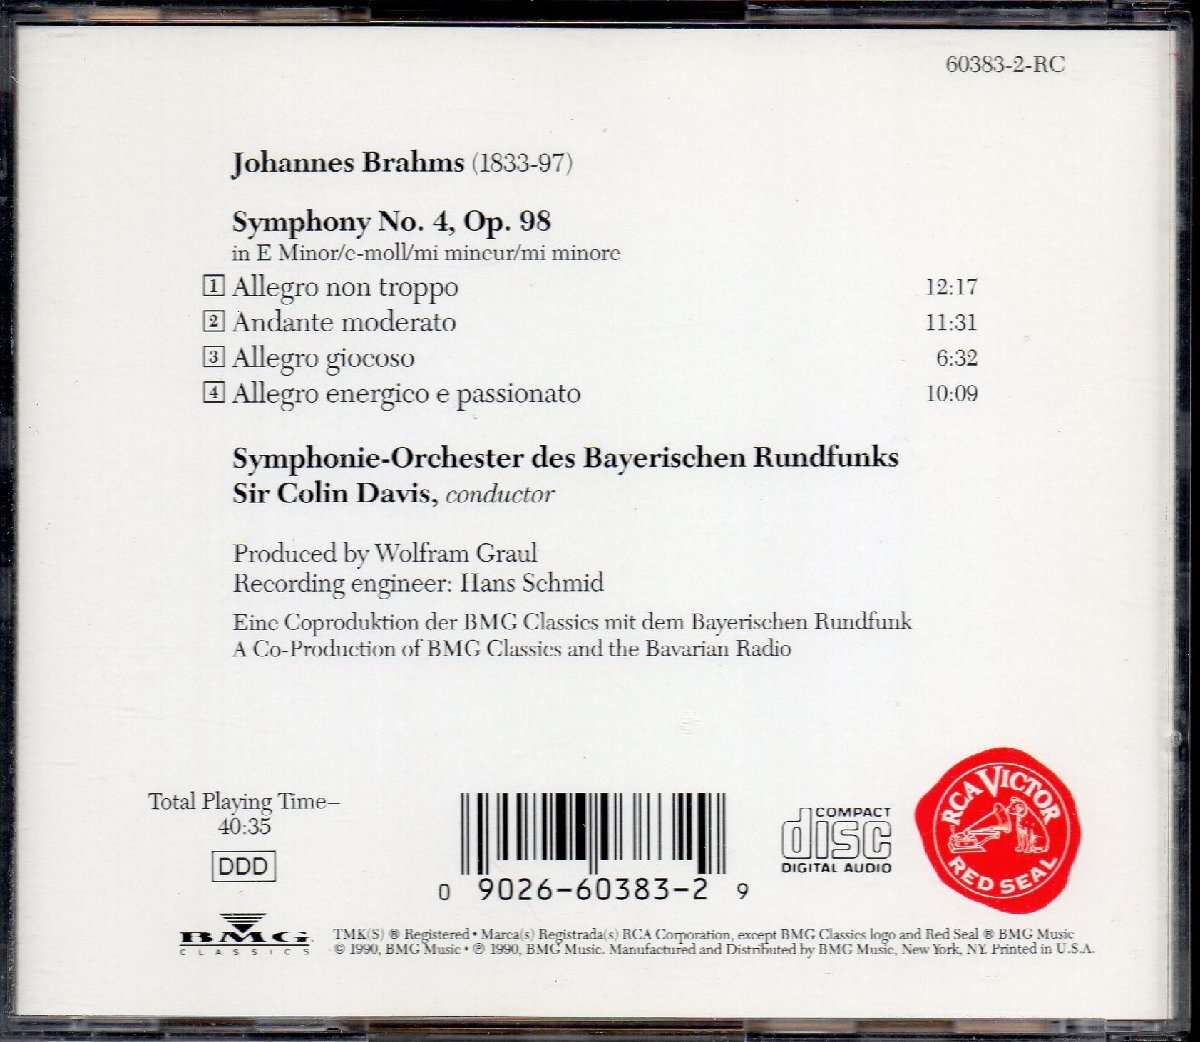 60383-2-RC
Johannes Brahms (1833-97)
Symphony No. 4, Op. 98
in E Minor/e-moll/mi mineur/mi minore
1 Allegro non troppo 12:17
2 Andante moderato 11:31
3 Allegro giocoso 6:32
4 Allegro energico e passionato 10:09
Symphonie-Orchester des Bayerischen Rundfunks
Sir Colin Davis, conductor
Produced by Wolfram Graul
Recording engineer: Hans Schmid
Eine Coproduktion der BMG Classics mit dem Bayerischen Rundfunk
A Co-Production of BMG Classics and the Bavarian Radio
Total Playing Time–
40:35
DDD
0 9026-60383-2 9
COMPACT
disc
DIGITAL AUDIO
RCA VICTOR
RED SEAL
BMG
CLASSICS
TMK(S) ® Registered • Marca(s) Registrada(s) RCA Corporation, except BMG Classics logo and Red Seal ® BMG Music
© 1990, BMG Music • ℗ 1990, BMG Music. Manufactured and Distributed by BMG Music, New York, NY. Printed in U.S.A.